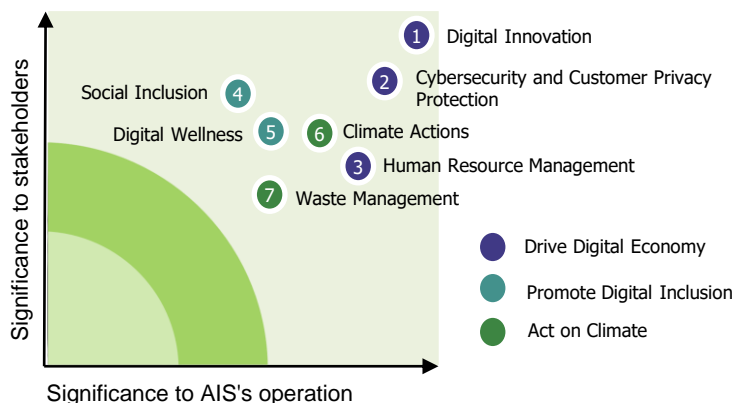 1 Digital Innovation
2 Cybersecurity and Customer Privacy
Protection
Social Inclusion 4
Digital Wellness 5
6 Climate Actions
3 Human Resource Management
7 Waste Management
Drive Digital Economy
Promote Digital Inclusion
Act on Climate
Significance to stakeholders
Significance to AIS's operation